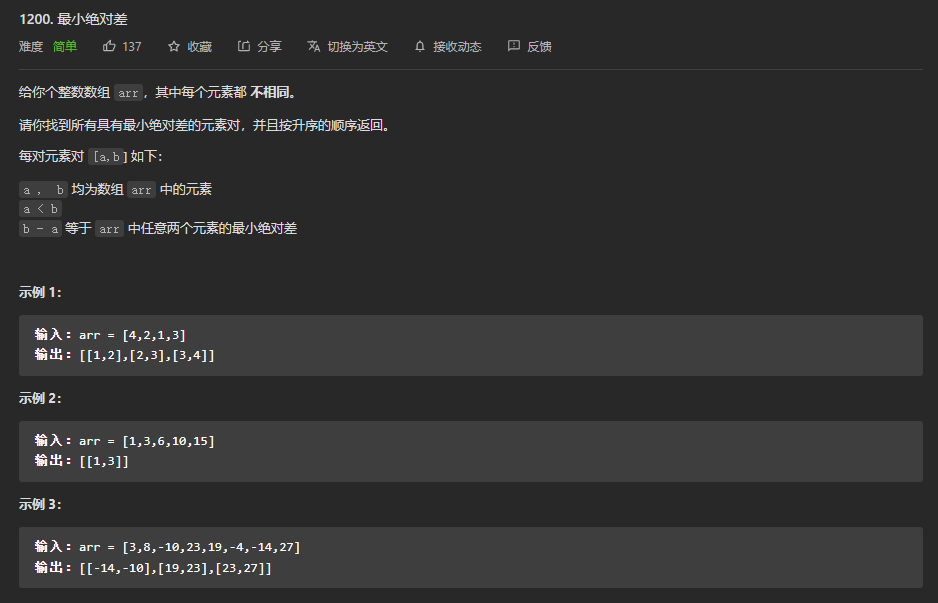 1200. 最小绝对差
难度 简单 137 收藏 分享 切换为英文 接收动态 反馈
给你个整数数组 arr，其中每个元素都 不相同。
请你找到所有具有最小绝对差的元素对，并且按升序的顺序返回。
每对元素对 [a,b] 如下：
a , b 均为数组 arr 中的元素
a < b
b - a 等于 arr 中任意两个元素的最小绝对差
示例 1：
输入：arr = [4,2,1,3]
输出：[[1,2],[2,3],[3,4]]
示例 2：
输入：arr = [1,3,6,10,15]
输出：[[1,3]]
示例 3：
输入：arr = [3,8,-10,23,19,-4,-14,27]
输出：[[-14,-10],[19,23],[23,27]]